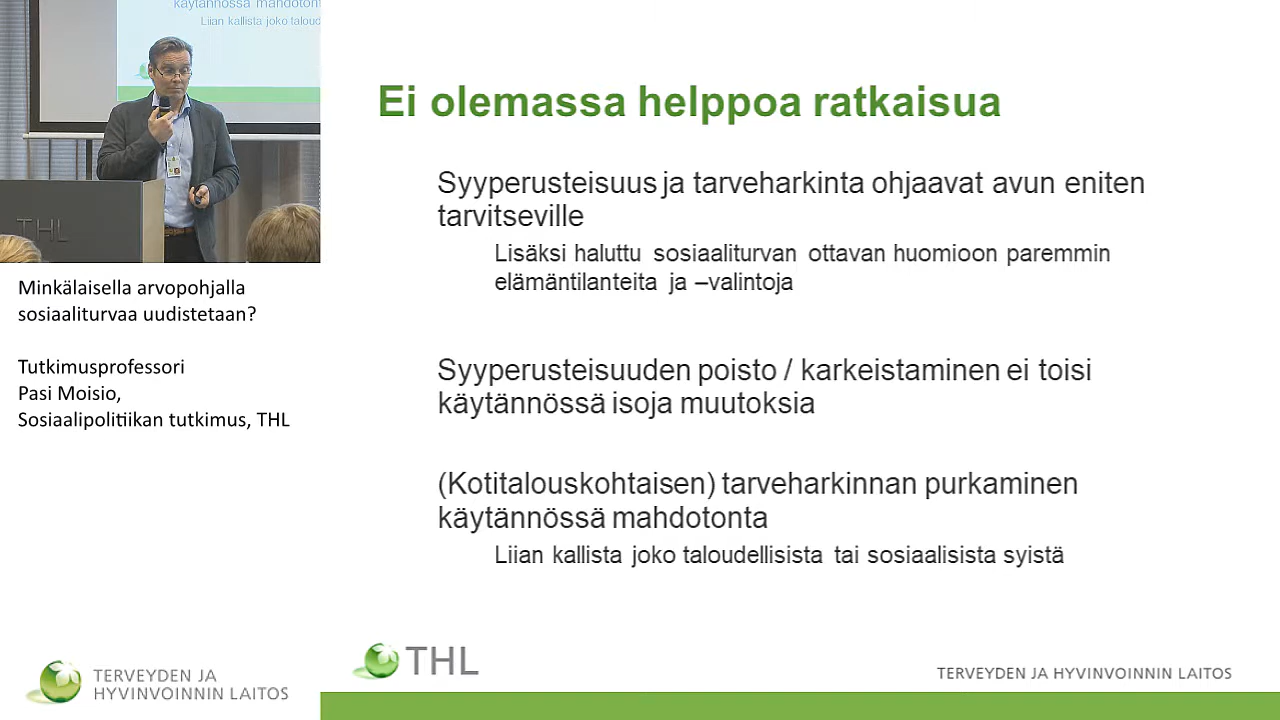 käytännössä mahdoton
Liian kallista joko taloud
THL
Minkälaisella arvopohjalla
sosiaaliturvaa uudistetaan?
Tutkimusprofessori
Pasi Moisio,
Sosiaalipolitiikan tutkimus, THL
TERVEYDEN JA
HYVINVOINNIN LAITOS
Ei olemassa helppoa ratkaisua
Syyperusteisuus ja tarveharkinta ohjaavat avun eniten
tarvitseville
Lisäksi haluttu sosiaaliturvan ottavan huomioon paremmin
elämäntilanteita ja –valintoja
Syyperusteisuuden poisto / karkeistaminen ei toisi
käytännössä isoja muutoksia
(Kotitalouskohtaisen) tarveharkinnan purkaminen
käytännössä mahdotonta
Liian kallista joko taloudellisista tai sosiaalisista syistä
THL
TERVEYDEN JA HYVINVOINNIN LAITOS